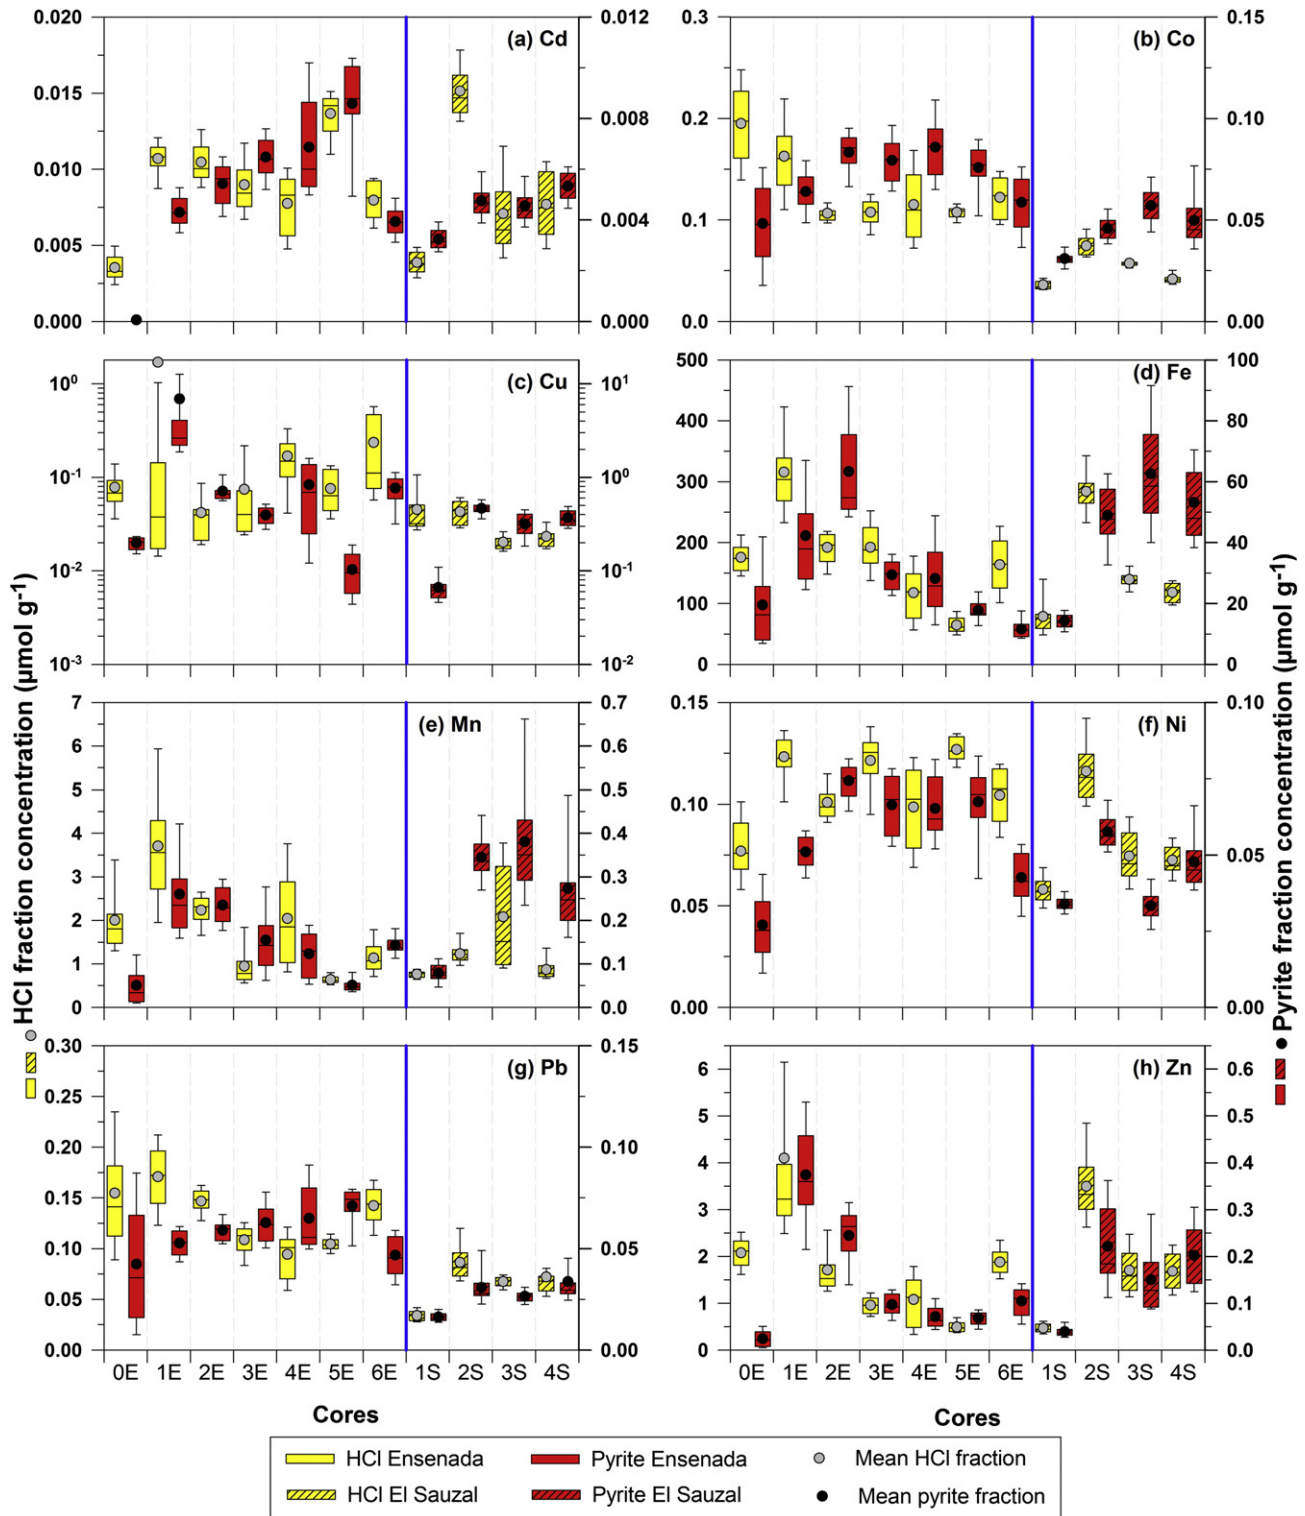 0.020 0.012 0.3 0.15
(a) Cd (b) Co
0.015
0.008 0.2 0.10
0.010
0.004 0.1 0.05
0.005
0.000 0.000 0.0 0.00
(c) Cu (d) Fe
500 100
10⁰ 10¹
400 80
10⁻¹ 10⁰ 300 60
200 40
10⁻² 10⁻¹
100 20
10⁻³ 10⁻² 0 0
7 0.7 0.15 0.10
(e) Mn (f) Ni
6 0.6
5 0.5 0.10
4 0.4
0.05
3 0.3
2 0.2 0.05
1 0.1
0 0.0 0.00 0.00
0.30 0.15
(g) Pb (h) Zn
6 0.6
0.25
5 0.5
0.20 0.10
4 0.4
0.15
3 0.3
0.10 0.05
2 0.2
0.05
1 0.1
0.00 0.00 0 0.0
0E 1E 2E 3E 4E 5E 6E 1S 2S 3S 4S 0E 1E 2E 3E 4E 5E 6E 1S 2S 3S 4S
Cores Cores
HCl fraction concentration (µmol g⁻¹)
Pyrite fraction concentration (µmol g⁻¹)
HCl Ensenada Pyrite Ensenada Mean HCl fraction
HCl El Sauzal Pyrite El Sauzal Mean pyrite fraction